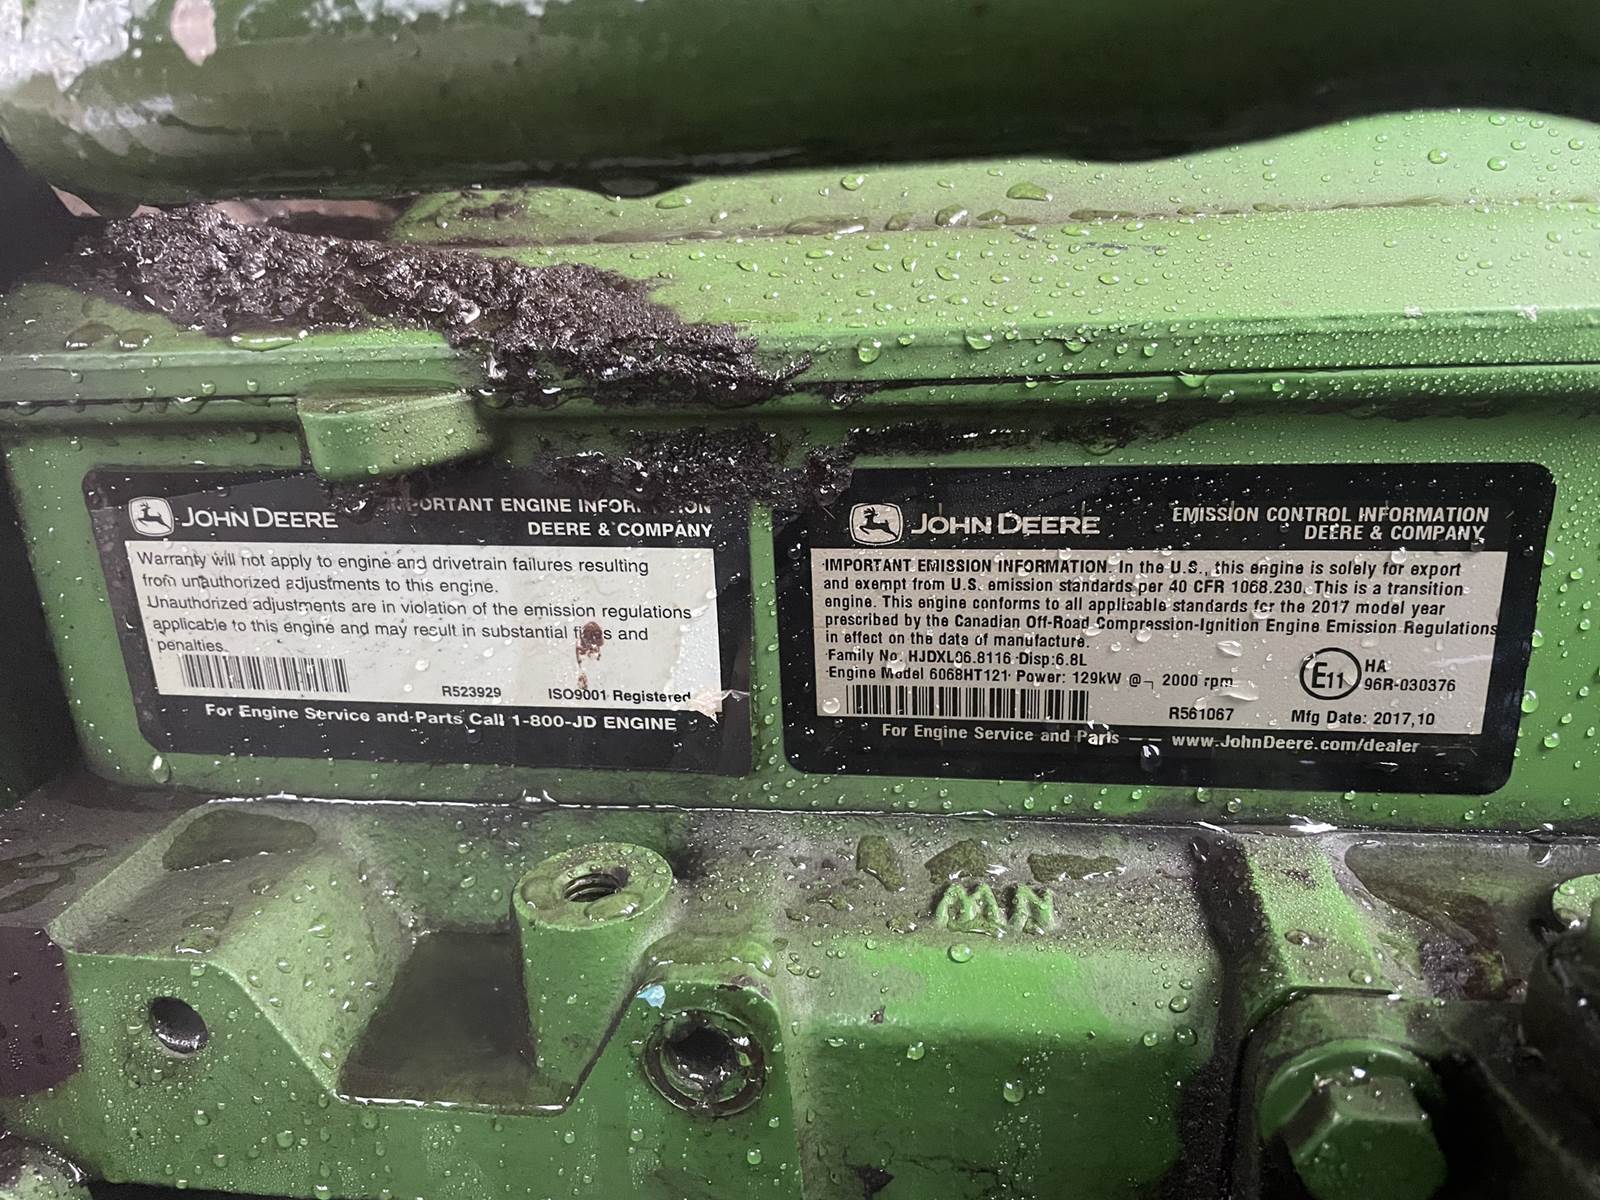 JOHN DEERE
IMPORTANT ENGINE INFORMATION
DEERE & COMPANY
Warranty will not apply to engine and drivetrain failures resulting
from unauthorized adjustments to this engine.
Unauthorized adjustments are in violation of the emission regulations
applicable to this engine and may result in substantial fines and
penalties.
R523929 ISO9001 Registered
For Engine Service and Parts Call 1-800-JD ENGINE
JOHN DEERE
EMISSION CONTROL INFORMATION
DEERE & COMPANY
IMPORTANT EMISSION INFORMATION. In the U.S., this engine is solely for export
and exempt from U.S. emission standards per 40 CFR 1068.230. This is a transition
engine. This engine conforms to all applicable standards for the 2017 model year
prescribed by the Canadian Off-Road Compression-Ignition Engine Emission Regulations
in effect on the date of manufacture.
Family No. HJDXL06.8116 Disp:6.8L
Engine Model 6068HT121 Power: 129kW @ 2000 rpm
E11 HA
96R-030376
R561067 Mfg Date: 2017,10
For Engine Service and Parts -- www.JohnDeere.com/dealer
MN